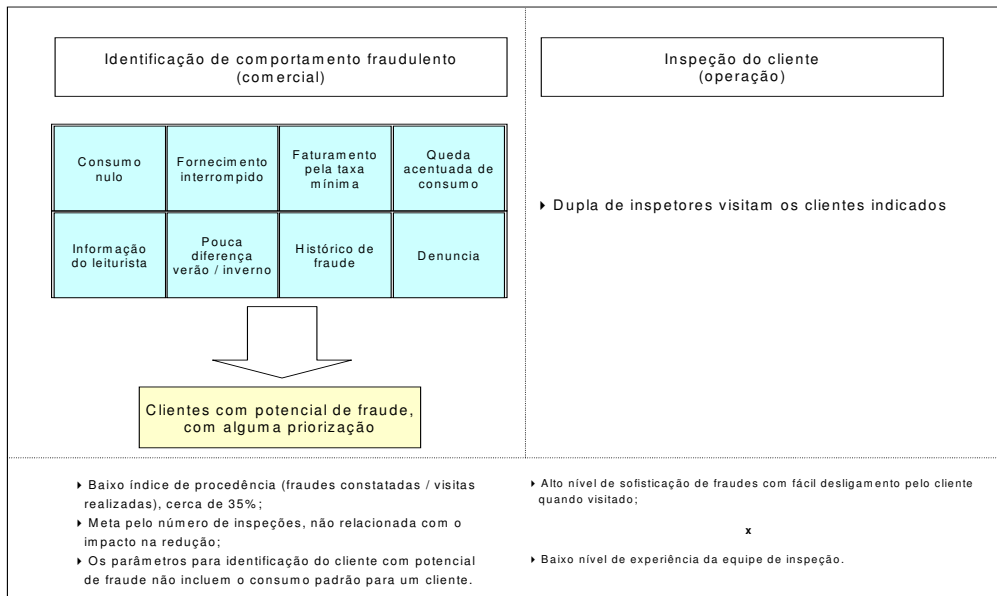 Identificação de comportamento fraudulento
(comercial)
Inspeção do cliente
(operação)
Consumo
nulo
Fornecimento
interrompido
Faturamento
pela taxa
mínima
Queda
acentuada de
consumo
Informação
do leiturista
Pouca
diferença
verão / inverno
Histórico de
fraude
Denuncia
Dupla de inspetores visitam os clientes indicados
Clientes com potencial de fraude,
com alguma priorização
Baixo índice de procedência (fraudes constatadas / visitas
realizadas), cerca de 35%;
Meta pelo número de inspeções, não relacionada com o
impacto na redução;
Os parâmetros para identificação do cliente com potencial
de fraude não incluem o consumo padrão para um cliente.
Alto nível de sofisticação de fraudes com fácil desligamento pelo cliente
quando visitado;
x
Baixo nível de experiência da equipe de inspeção.